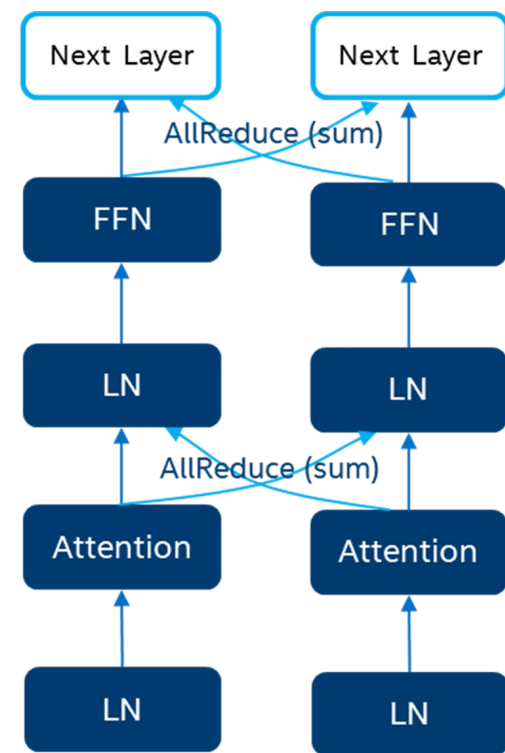 Next Layer
Next Layer
AllReduce (sum)
FFN
FFN
LN
LN
AllReduce (sum)
Attention
Attention
LN
LN